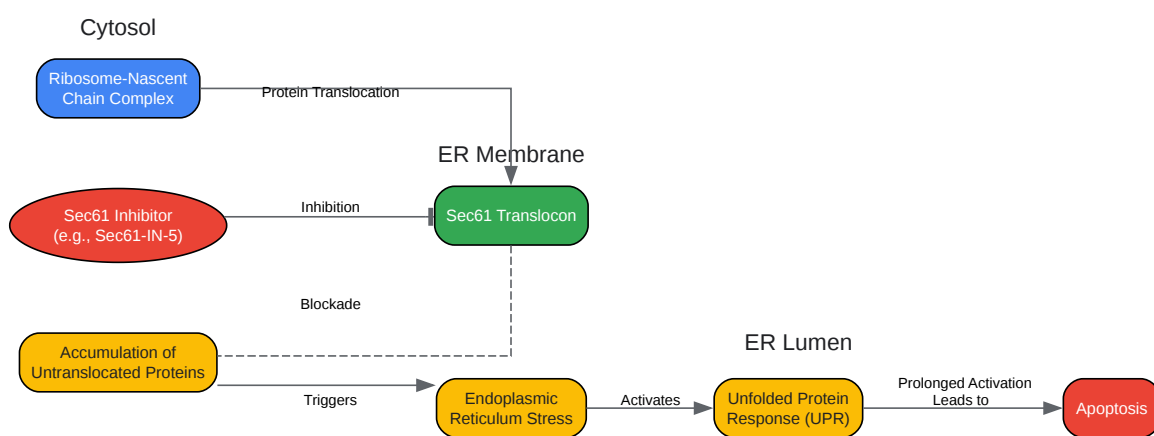 Cytosol
Ribosome-Nascent
Chain Complex
Protein Translocation
ER Membrane
Sec61 Inhibitor
(e.g., Sec61-IN-5)
Inhibition
Sec61 Translocon
Blockade
Accumulation of
Untranslocated Proteins
Triggers
Endoplasmic
Reticulum Stress
Activates
ER Lumen
Unfolded Protein
Response (UPR)
Prolonged Activation
Leads to
Apoptosis